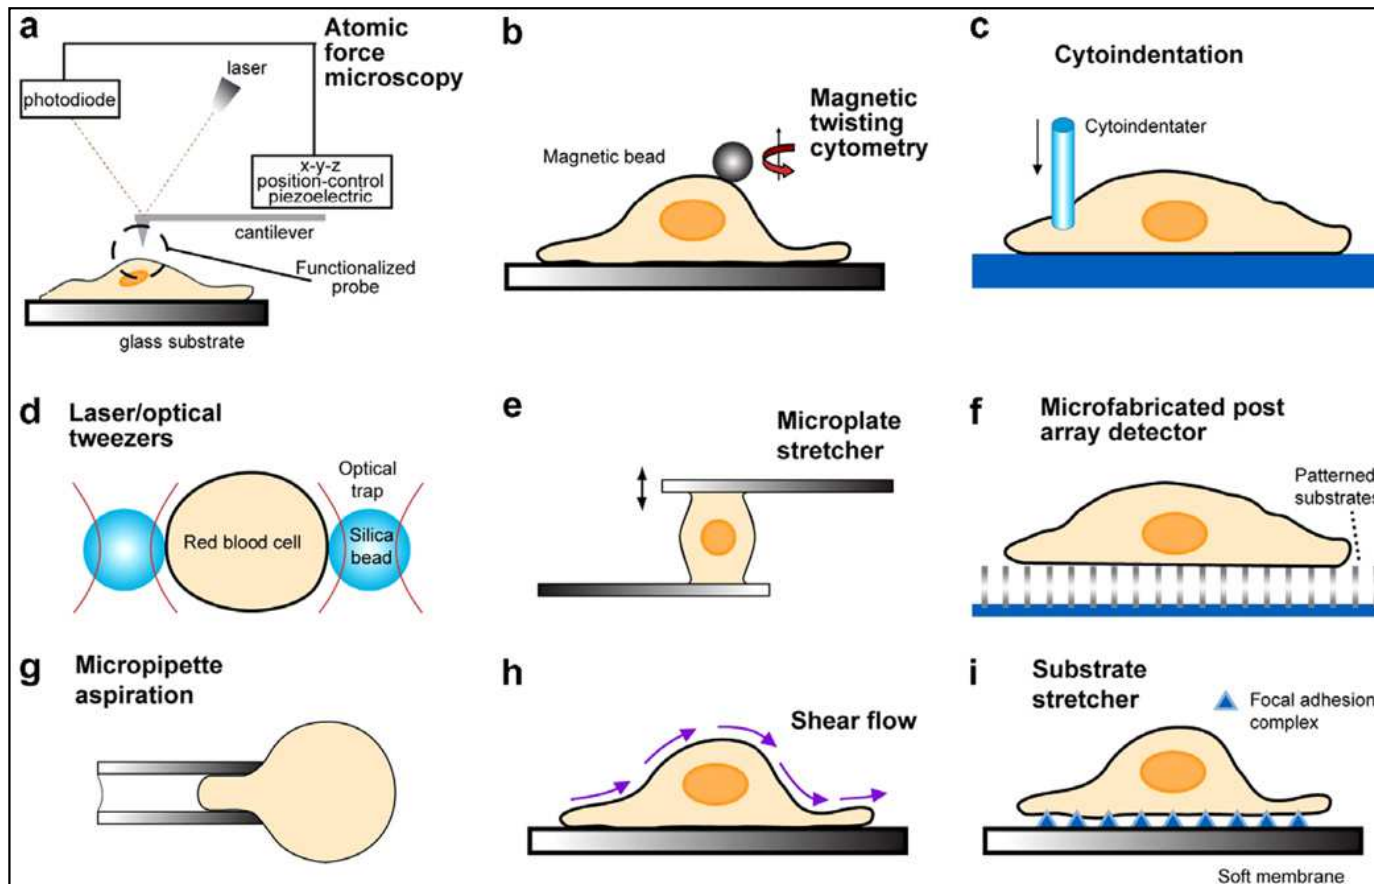 a
Atomic
force
microscopy
laser
photodiode
x-y-z
position-control
piezoelectric
cantilever
Functionalized
probe
glass substrate
b
Magnetic
twisting
cytometry
Magnetic bead
c
Cytoindentation
Cytoindentater
d
Laser/optical
tweezers
Optical
trap
Red blood cell
Silica
bead
e
Microplate
stretcher
f
Microfabricated post
array detector
Patterned
substrates
g
Micropipette
aspiration
h
Shear flow
i
Substrate
stretcher
Focal adhesion
complex
Soft membrane